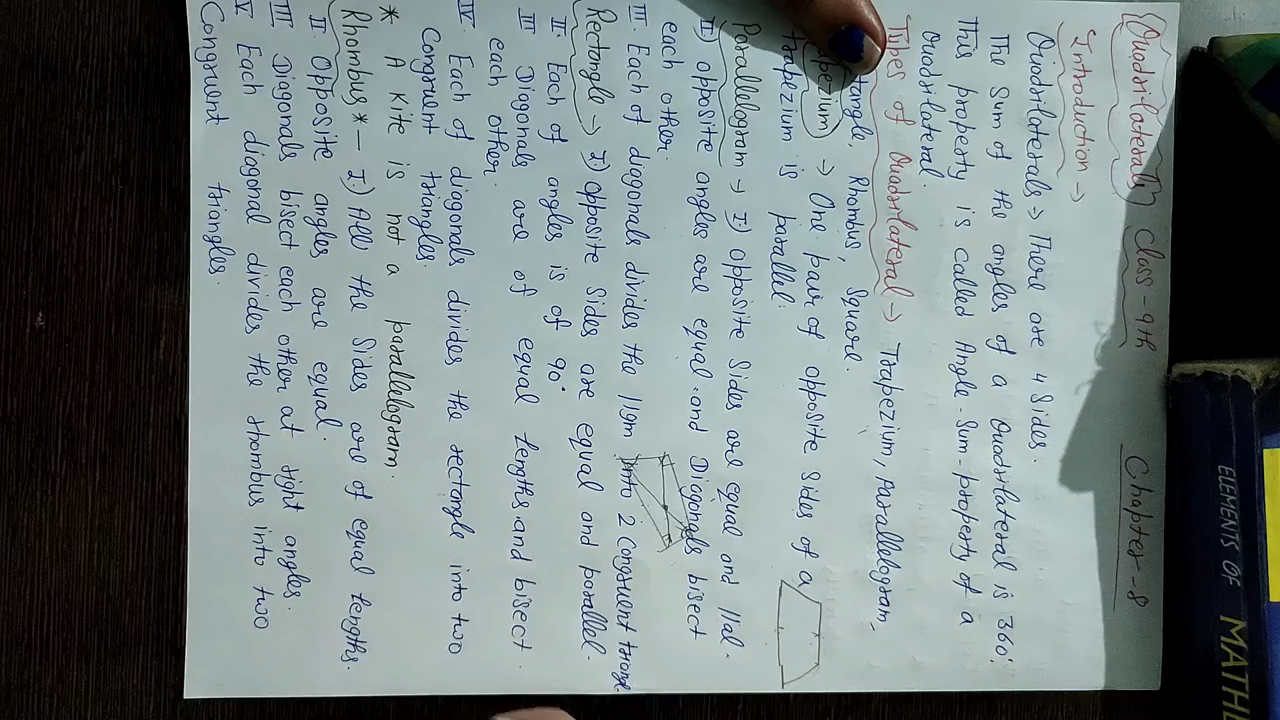 Quadrilaterals Class - 9th Chapter - 8
Introduction →
Quadrilaterals → There are 4 Sides.
The Sum of the angles of a Quadrilateral is 360°.
This property is called Angle-Sum-property of a
Quadrilateral.
Types of Quadrilateral → Trapezium, Parallelogram,
tangle, Rhombus, Square.
apezium → One pair of opposite sides of a
trapezium is parallel.
Parallelogram → I) opposite Sides are equal and llal.
II) opposite angles are equal and Diagonals bisect
each other.
III. Each of diagonals divides the llgm into 2 Congruent triangle
Rectangle → I) opposite Sides are equal and parallel.
II. Each of angles is of 90°
III Diagonals are of equal lengths and bisect
each other.
IV. Each of diagonals divides the rectangle into two
Congruent triangles.
* A Kite is not a parallelogram.
Rhombus * — I) All the Sides are of equal lengths.
II. Opposite angles are equal.
III Diagonals bisect each other at right angles.
V Each diagonal divides the rhombus into two
Congruent triangles.
ELEMENTS OF MATHE